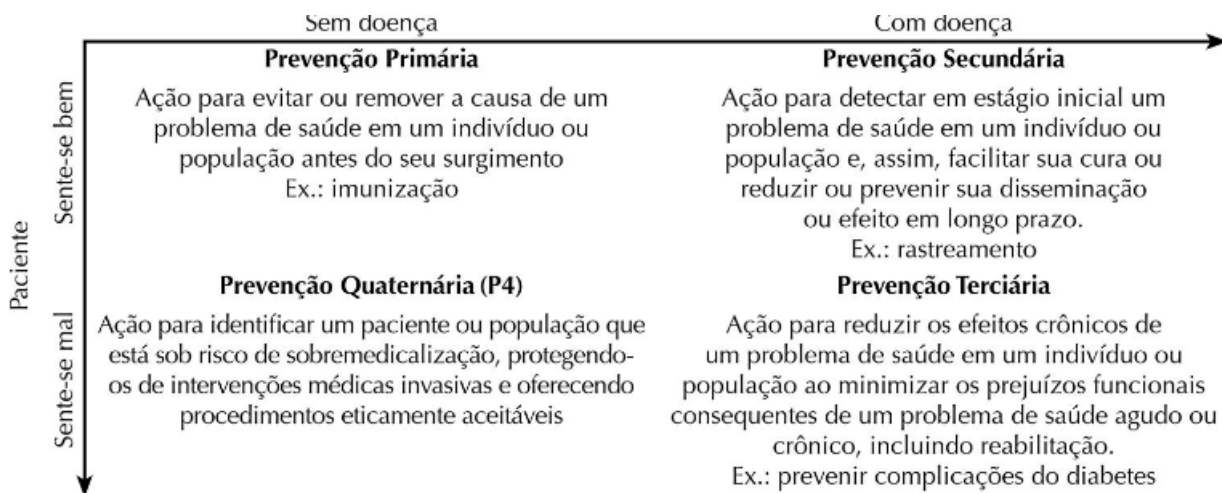 Sem doença
Com doença
Paciente
Sente-se bem
Prevenção Primária
Ação para evitar ou remover a causa de um
problema de saúde em um indivíduo ou
população antes do seu surgimento
Ex.: imunização
Prevenção Secundária
Ação para detectar em estágio inicial um
problema de saúde em um indivíduo ou
população e, assim, facilitar sua cura ou
reduzir ou prevenir sua disseminação
ou efeito em longo prazo.
Ex.: rastreamento
Sente-se mal
Prevenção Quaternária (P4)
Ação para identificar um paciente ou população que
está sob risco de sobremedicalização, protegendo-
os de intervenções médicas invasivas e oferecendo
procedimentos eticamente aceitáveis
Prevenção Terciária
Ação para reduzir os efeitos crônicos de
um problema de saúde em um indivíduo ou
população ao minimizar os prejuízos funcionais
consequentes de um problema de saúde agudo ou
crônico, incluindo reabilitação.
Ex.: prevenir complicações do diabetes